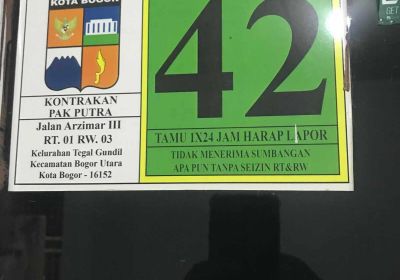 KOTA BOGOR
KONTRAKAN
PAK PUTRA
Jalan Arzimar III
RT. 01 RW. 03
Kelurahan Tegal Gundil
Kecamatan Bogor Utara
Kota Bogor - 16152
42
TAMU 1X24 JAM HARAP LAPOR
TIDAK MENERIMA SUMBANGAN
APA PUN TANPA SEIZIN RT&RW
GET